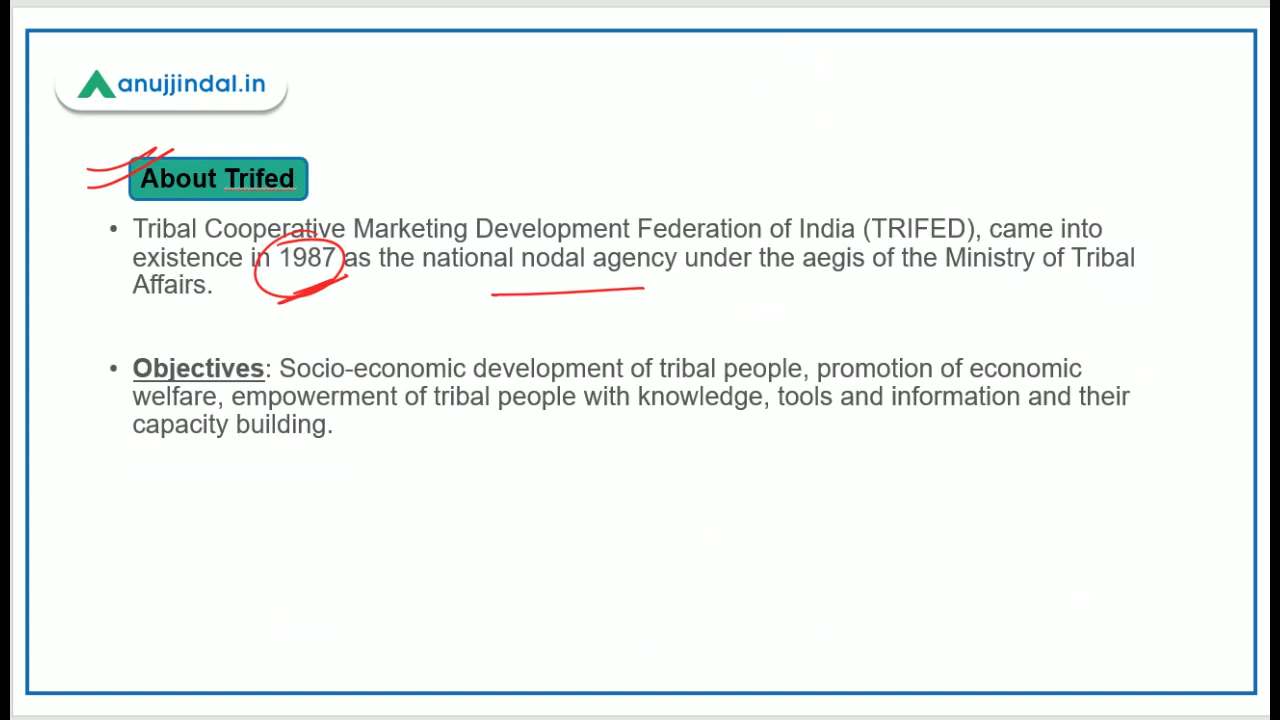 anujjindal.in
About Trifed
• Tribal Cooperative Marketing Development Federation of India (TRIFED), came into
existence in 1987 as the national nodal agency under the aegis of the Ministry of Tribal
Affairs.
• Objectives: Socio-economic development of tribal people, promotion of economic
welfare, empowerment of tribal people with knowledge, tools and information and their
capacity building.